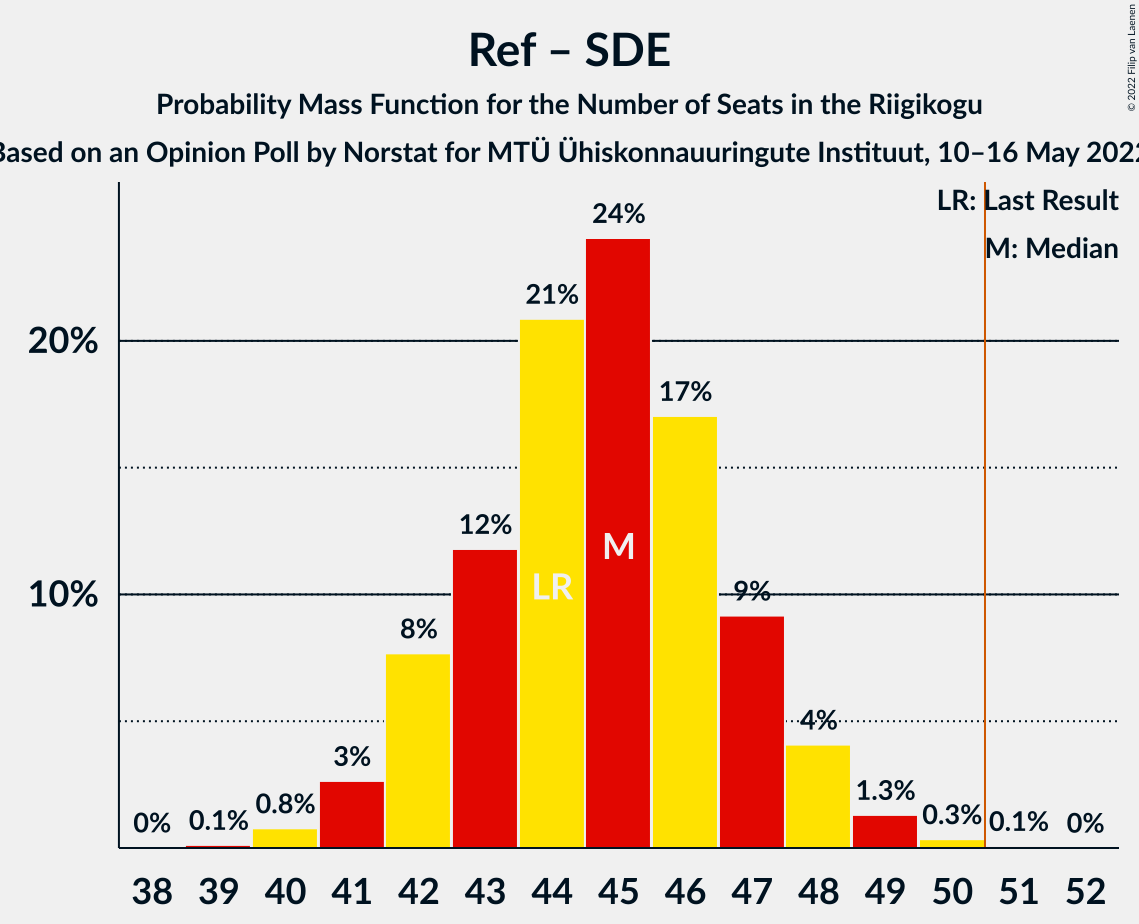 Ref – SDE
Probability Mass Function for the Number of Seats in the Riigikogu
Based on an Opinion Poll by Norstat for MTÜ Ühiskonnauuringute Instituut, 10–16 May 2022
© 2022 Filip van Laenen
LR: Last Result
M: Median
24%
21%
20%
17%
12%
M
LR
10%
9%
8%
4%
3%
1.3%
0.8%
0.3%
0% 0.1% 0.1% 0%
38 39 40 41 42 43 44 45 46 47 48 49 50 51 52